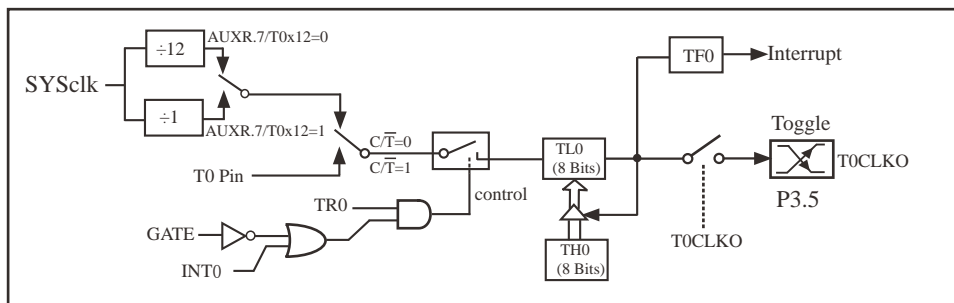 ÷12
AUXR.7/T0x12=0
SYSclk
÷1
AUXR.7/T0x12=1
T0 Pin
C/T̅=0
C/T̅=1
TR0
GATE
INT0
control
TL0
(8 Bits)
TH0
(8 Bits)
TF0
Interrupt
Toggle
T0CLKO
P3.5
T0CLKO